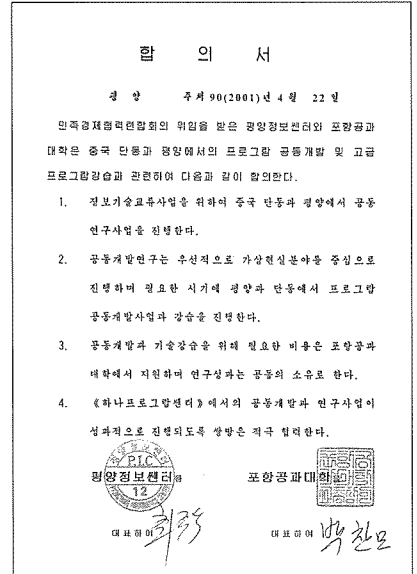 합 의 서
평 양 주체 90(2001)년 4월 22일
민족경제협력련합회의 위임을 받은 평양정보쎈터와 포항공과
대학은 중국 단동과 평양에서의 프로그람 공동개발 및 고급
프로그람강습과 관련하여 다음과 같이 합의한다.
1. 정보기술교류사업을 위하여 중국 단동과 평양에서 공동
연구사업을 진행한다.
2. 공동개발연구는 우선적으로 가상현실분야를 중심으로
진행하며 필요한 시기에 평양과 단동에서 프로그람
공동개발사업과 강습을 진행한다.
3. 공동개발과 기술강습을 위해 필요한 비용은 포항공과
대학에서 지원하며 연구성과는 공동의 소유로 한다.
4. 《하나프로그람쎈터》에서의 공동개발과 연구사업이
성과적으로 진행되도록 쌍방은 적극 협력한다.
평양정보쎈터 포항공과대학
P.I.C
12
대표하여 대표하여 박찬모